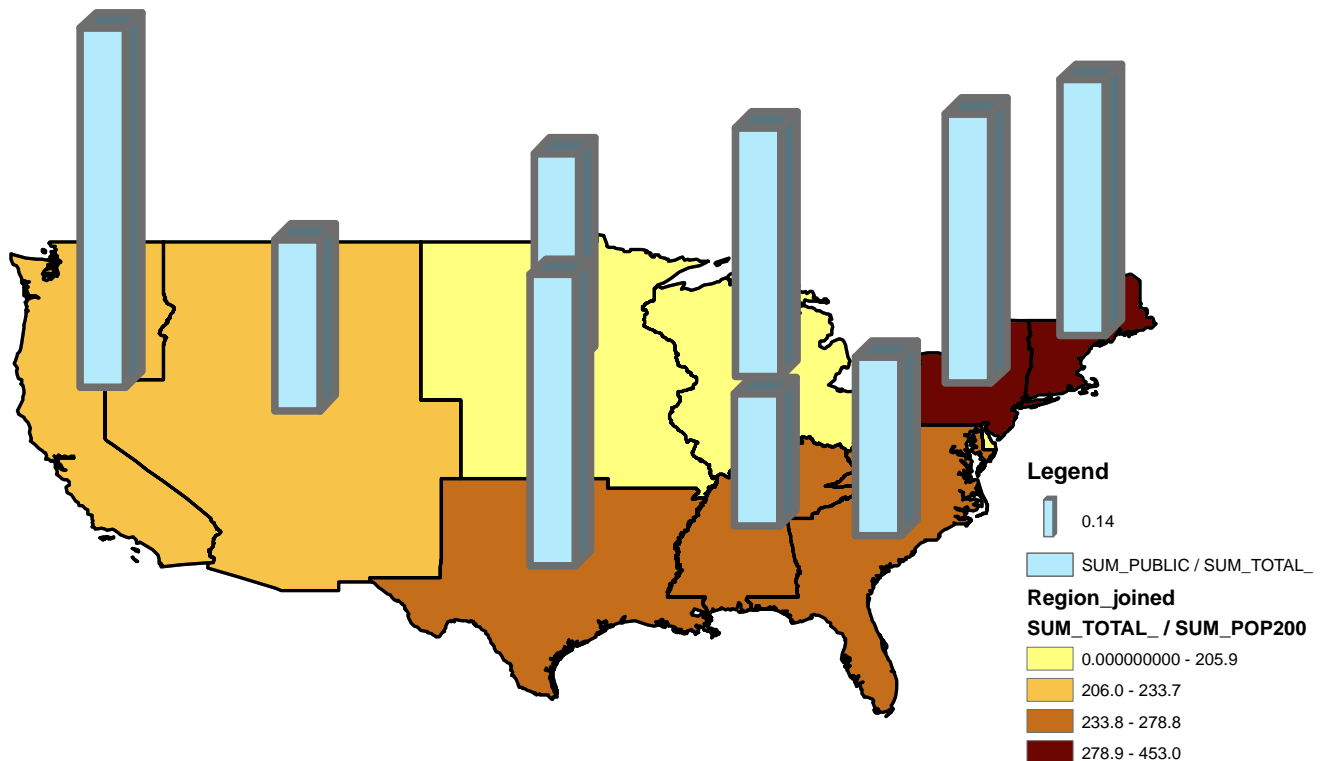 Legend
0.14
SUM_PUBLIC / SUM_TOTAL_
Region_joined
SUM_TOTAL_ / SUM_POP200
0.000000000 - 205.9
206.0 - 233.7
233.8 - 278.8
278.9 - 453.0